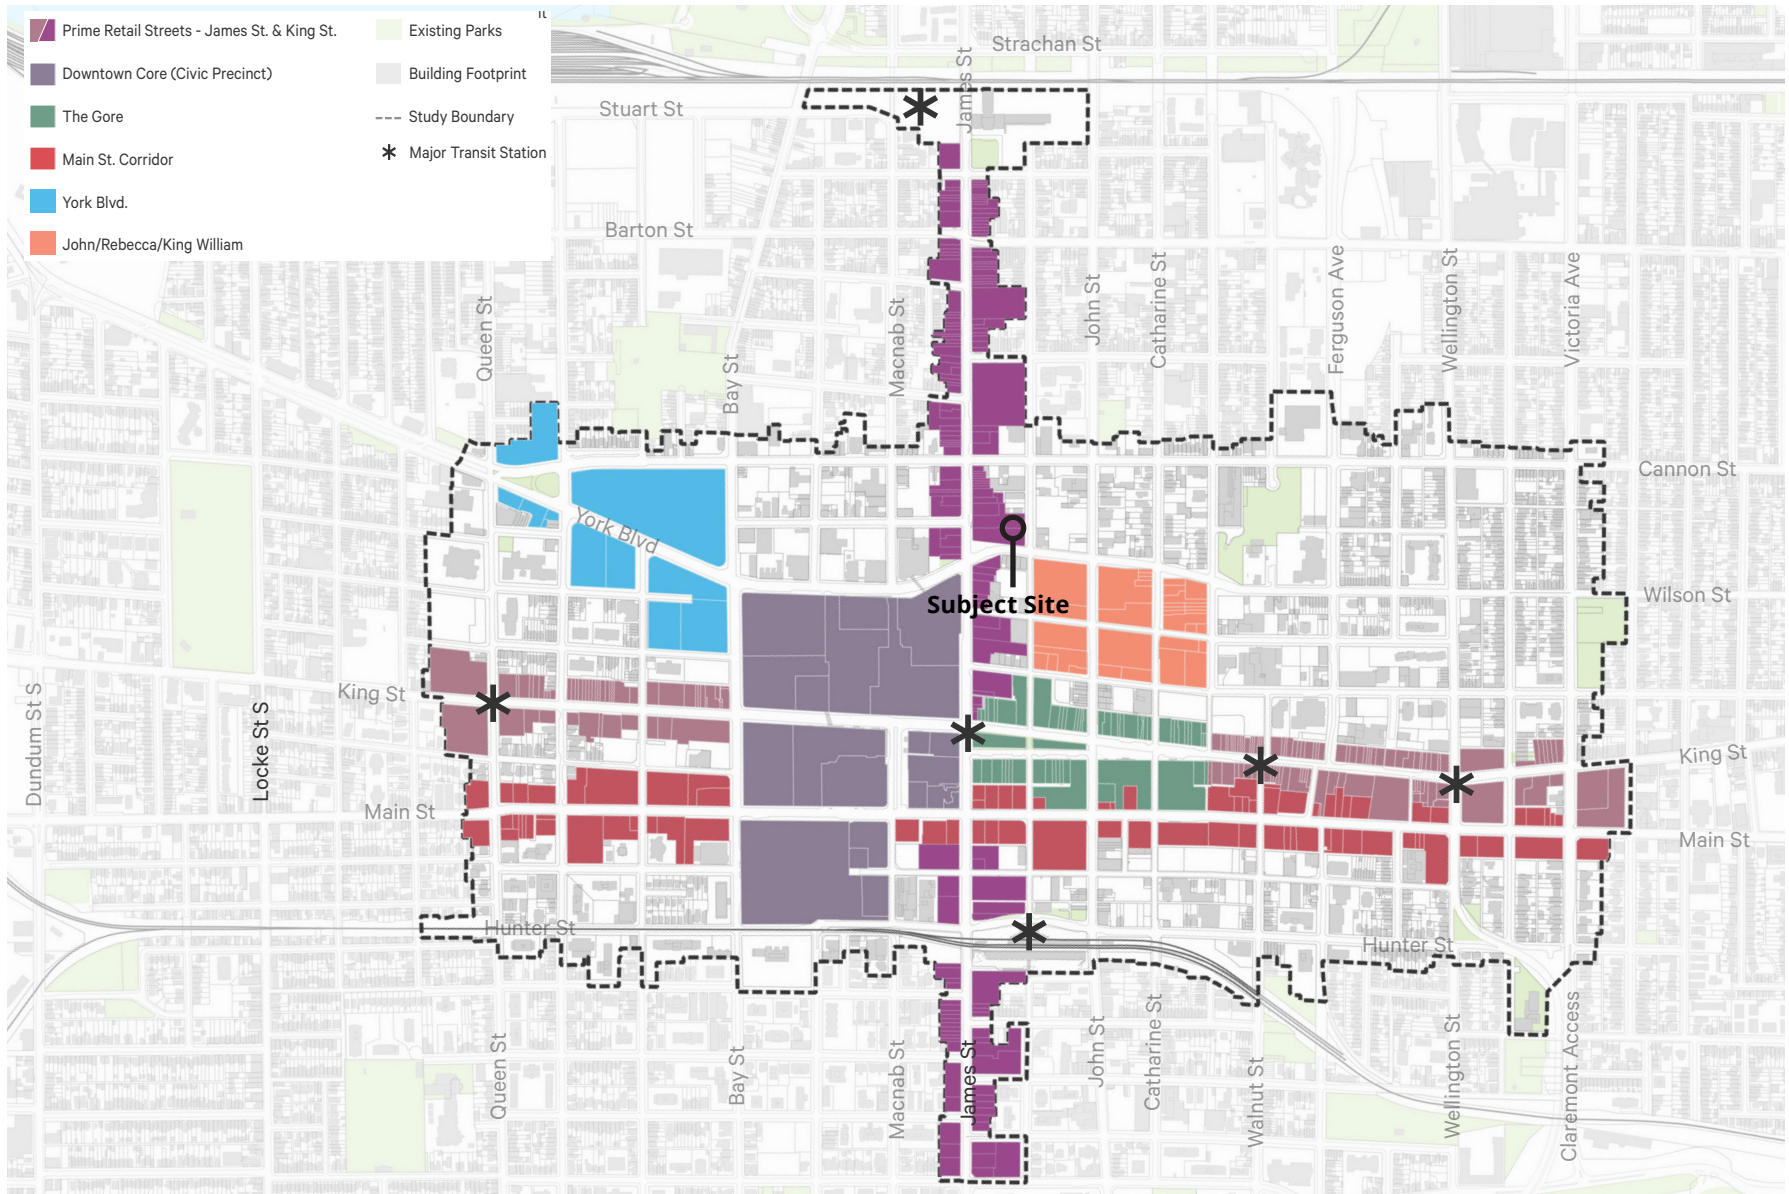 Prime Retail Streets - James St. & King St.
Downtown Core (Civic Precinct)
The Gore
Main St. Corridor
York Blvd.
John/Rebecca/King William
Existing Parks
Building Footprint
Study Boundary
Major Transit Station
Strachan St
James St
Stuart St
Barton St
Queen St
Bay St
Macnab St
John St
Catharine St
Ferguson Ave
Wellington St
Victoria Ave
Cannon St
York Blvd
Subject Site
Wilson St
King St
Dundurn St S
Locke St S
King St
Main St
Main St
Hunter St
Hunter St
Queen St
Bay St
Macnab St
James St
John St
Catharine St
Walnut St
Wellington St
Claremont Access